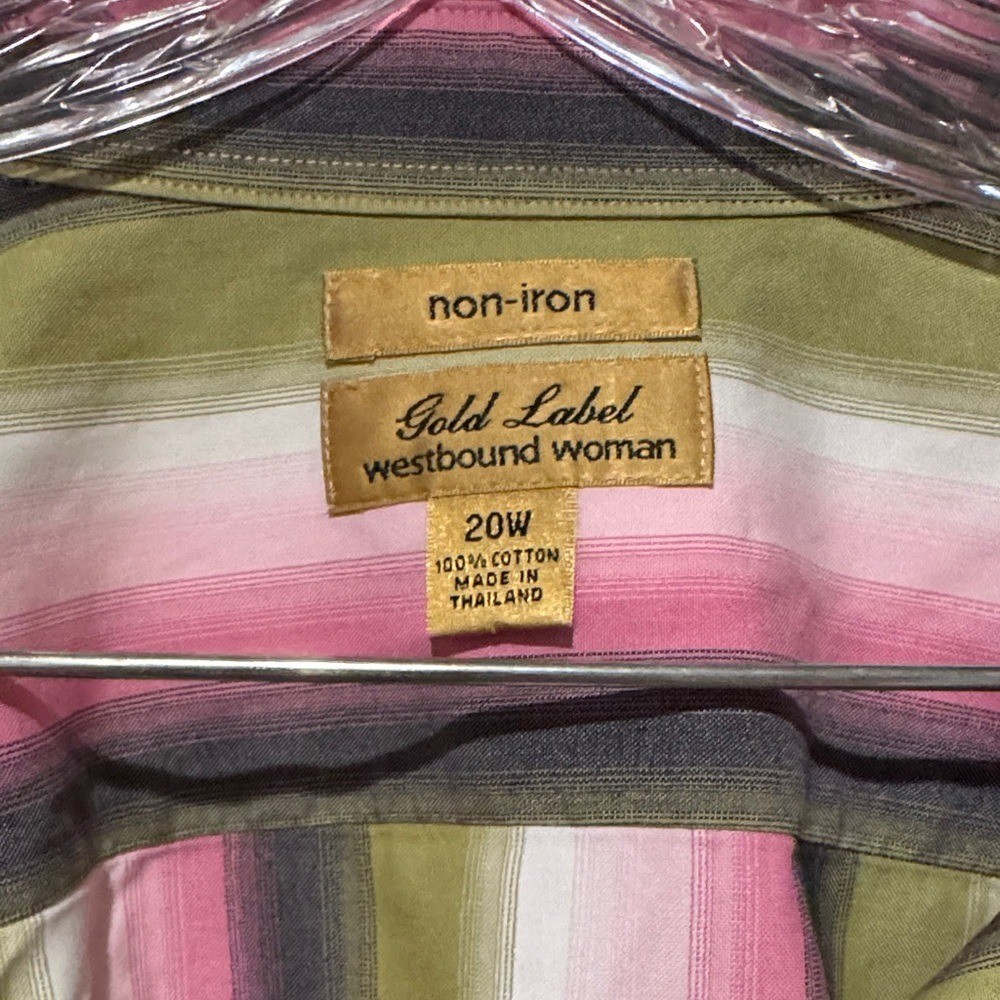 non-iron
Gold Label
westbound woman
20W
100% COTTON
MADE IN
THAILAND